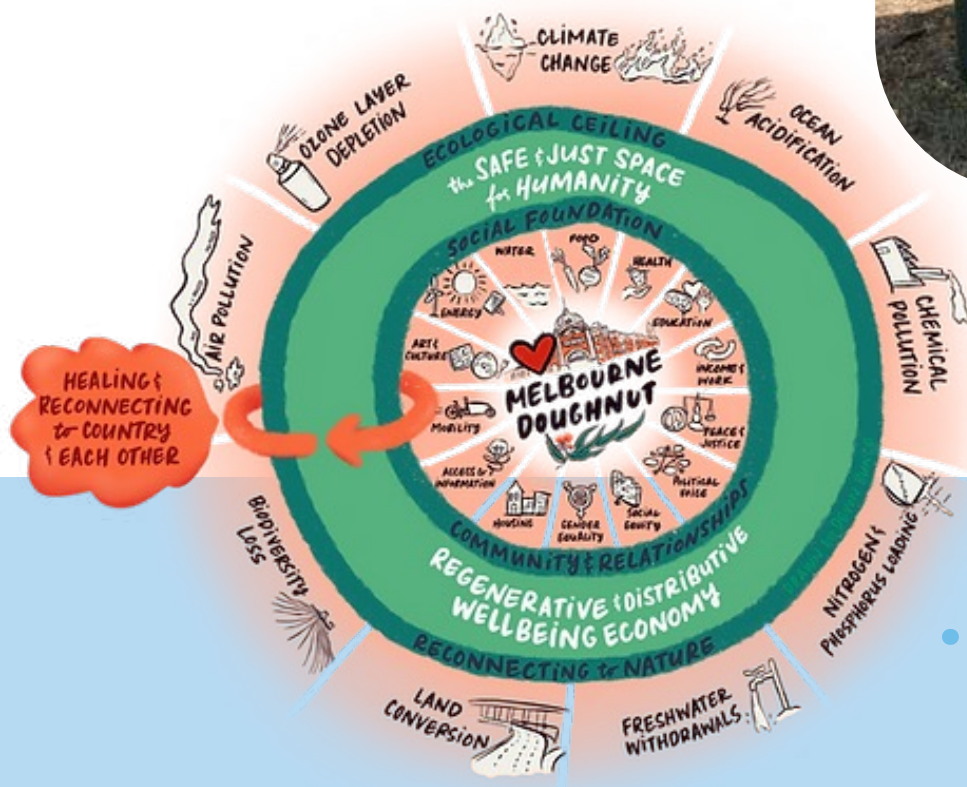 CLIMATE
CHANGE
OCEAN
ACIDIFICATION
CHEMICAL
POLLUTION
NITROGEN &
PHOSPHORUS LOADING
FRESHWATER
WITHDRAWALS
LAND
CONVERSION
BIODIVERSITY
LOSS
AIR POLLUTION
OZONE LAYER
DEPLETION
HEALING &
RECONNECTING
to COUNTRY
& EACH OTHER
ECOLOGICAL CEILING
the SAFE & JUST SPACE
for HUMANITY
SOCIAL FOUNDATION
WATER
FOOD
HEALTH
EDUCATION
INCOME &
WORK
PEACE &
JUSTICE
POLITICAL
VOICE
SOCIAL
EQUITY
GENDER
EQUALITY
HOUSING
ACCESS to
INFORMATION
MOBILITY
ART &
CULTURE
ENERGY
MELBOURNE
DOUGHNUT
COMMUNITY & RELATIONSHIPS
REGENERATIVE & DISTRIBUTIVE
WELLBEING ECONOMY
RECONNECTING to NATURE